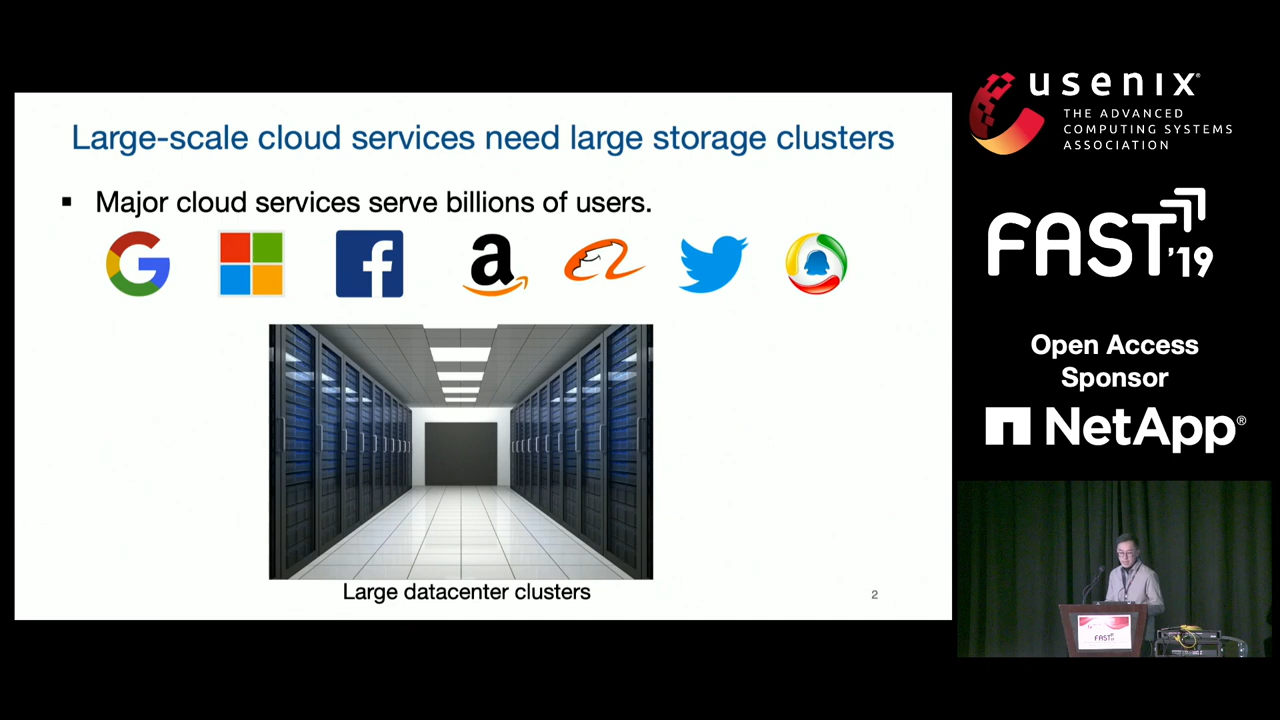 Large-scale cloud services need large storage clusters
▪ Major cloud services serve billions of users.
Large datacenter clusters
2
usenix®
THE ADVANCED
COMPUTING SYSTEMS
ASSOCIATION
FAST '19
Open Access
Sponsor
NetApp®
FAST